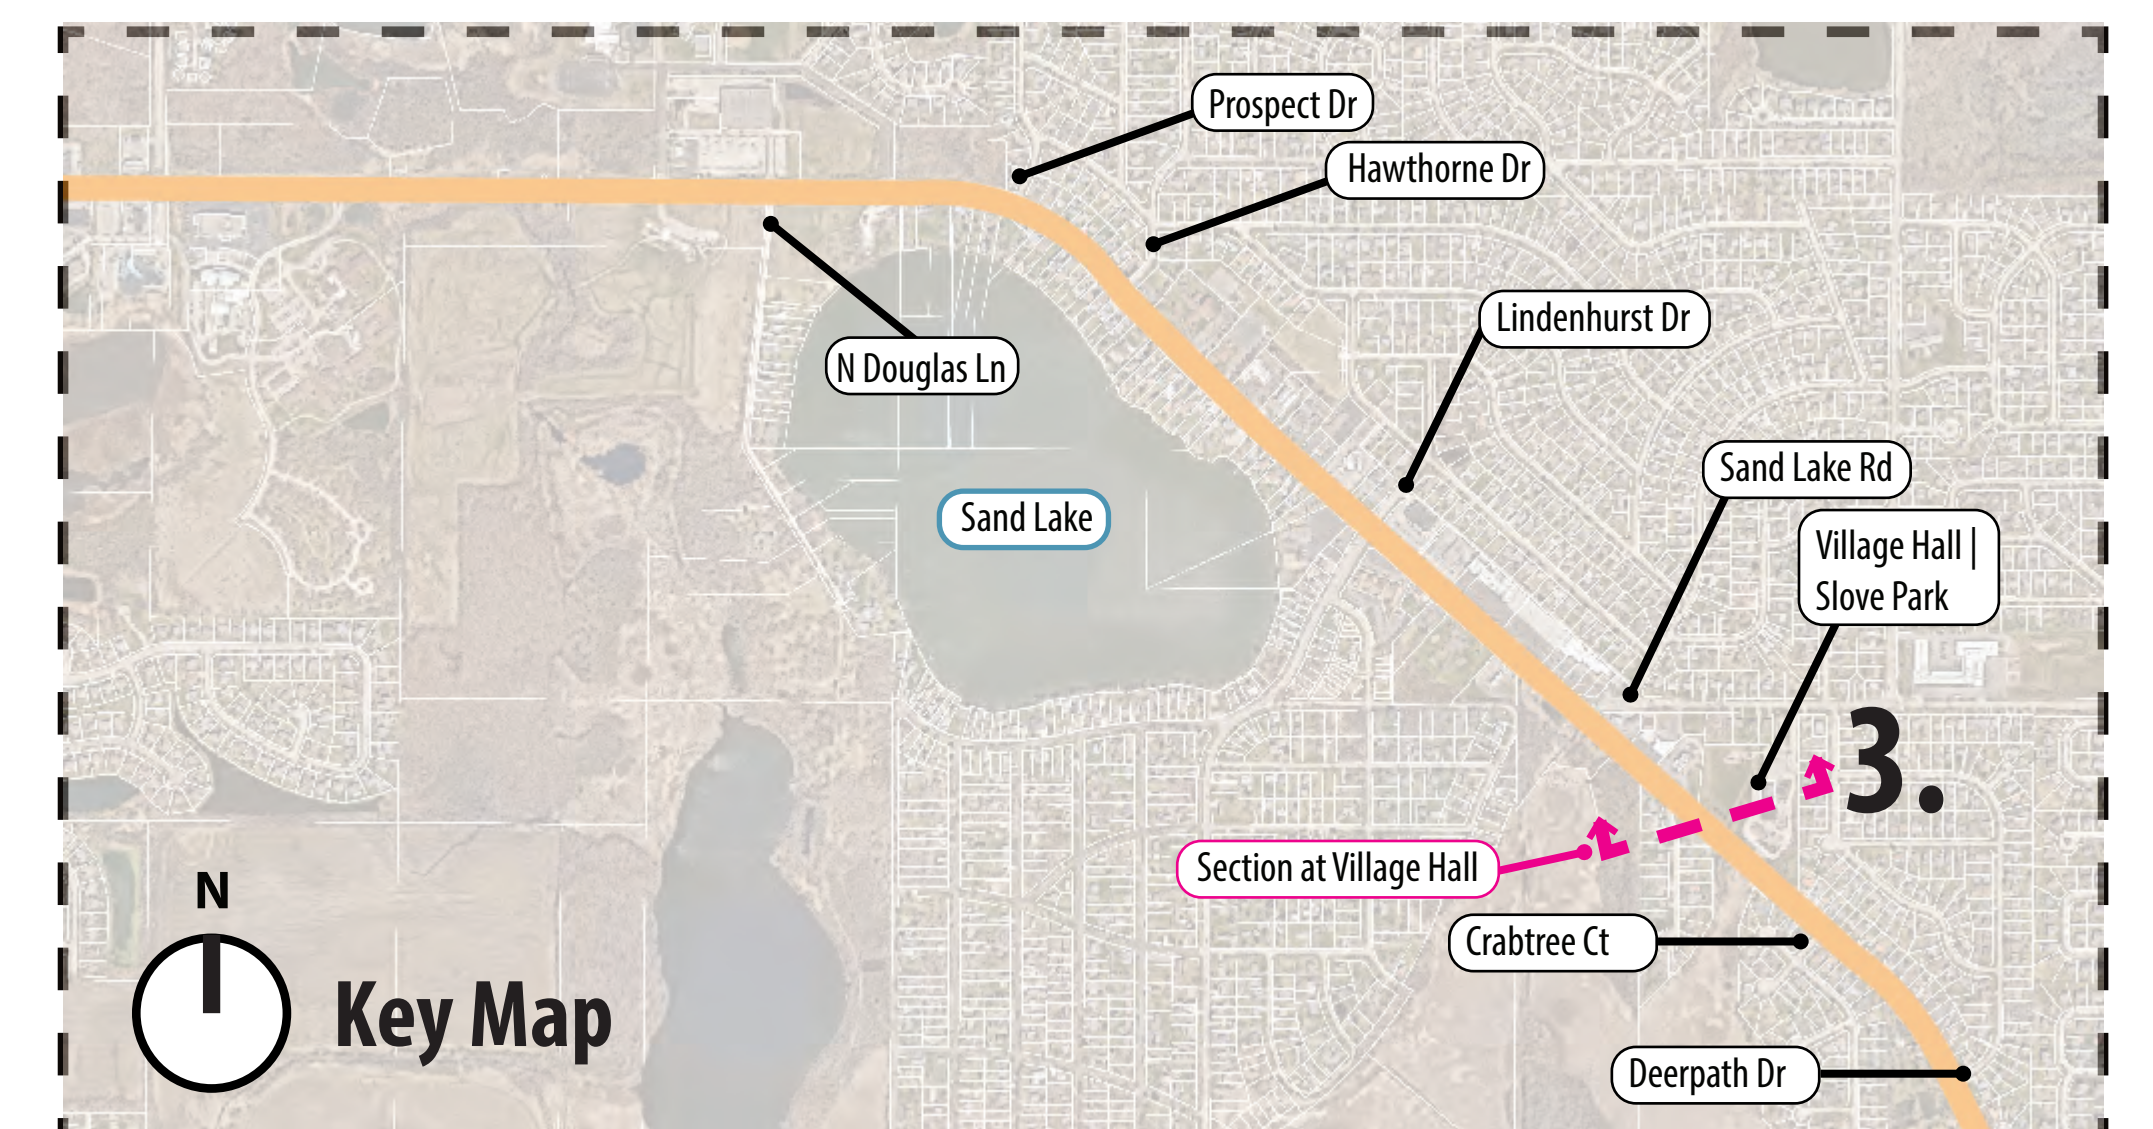 Prospect Dr
Hawthorne Dr
Lindenhurst Dr
N Douglas Ln
Sand Lake Rd
Sand Lake
Village Hall |
Slove Park
3.
Section at Village Hall
N
Crabtree Ct
Key Map
Deerpath Dr